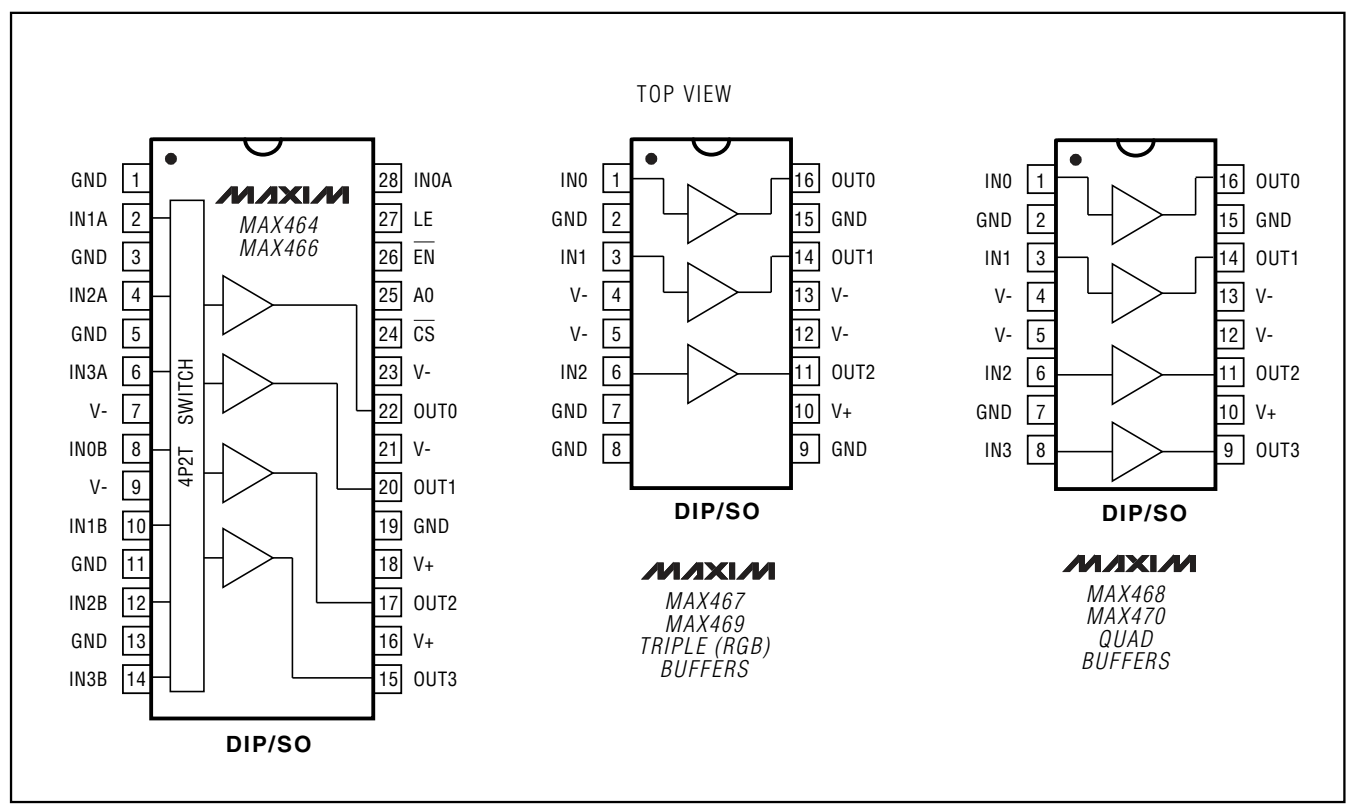 TOP VIEW
MAXIM
MAX464
MAX466
4P2T SWITCH
GND 1
IN1A 2
GND 3
IN2A 4
GND 5
IN3A 6
V- 7
IN0B 8
V- 9
IN1B 10
GND 11
IN2B 12
GND 13
IN3B 14
28 IN0A
27 LE
26 E̅N̅
25 A0
24 C̅S̅
23 V-
22 OUT0
21 V-
20 OUT1
19 GND
18 V+
17 OUT2
16 V+
15 OUT3
DIP/SO
IN0 1
GND 2
IN1 3
V- 4
V- 5
IN2 6
GND 7
GND 8
16 OUT0
15 GND
14 OUT1
13 V-
12 V-
11 OUT2
10 V+
9 GND
DIP/SO
MAXIM
MAX467
MAX469
TRIPLE (RGB)
BUFFERS
IN0 1
GND 2
IN1 3
V- 4
V- 5
IN2 6
GND 7
IN3 8
16 OUT0
15 GND
14 OUT1
13 V-
12 V-
11 OUT2
10 V+
9 OUT3
DIP/SO
MAXIM
MAX468
MAX470
QUAD
BUFFERS